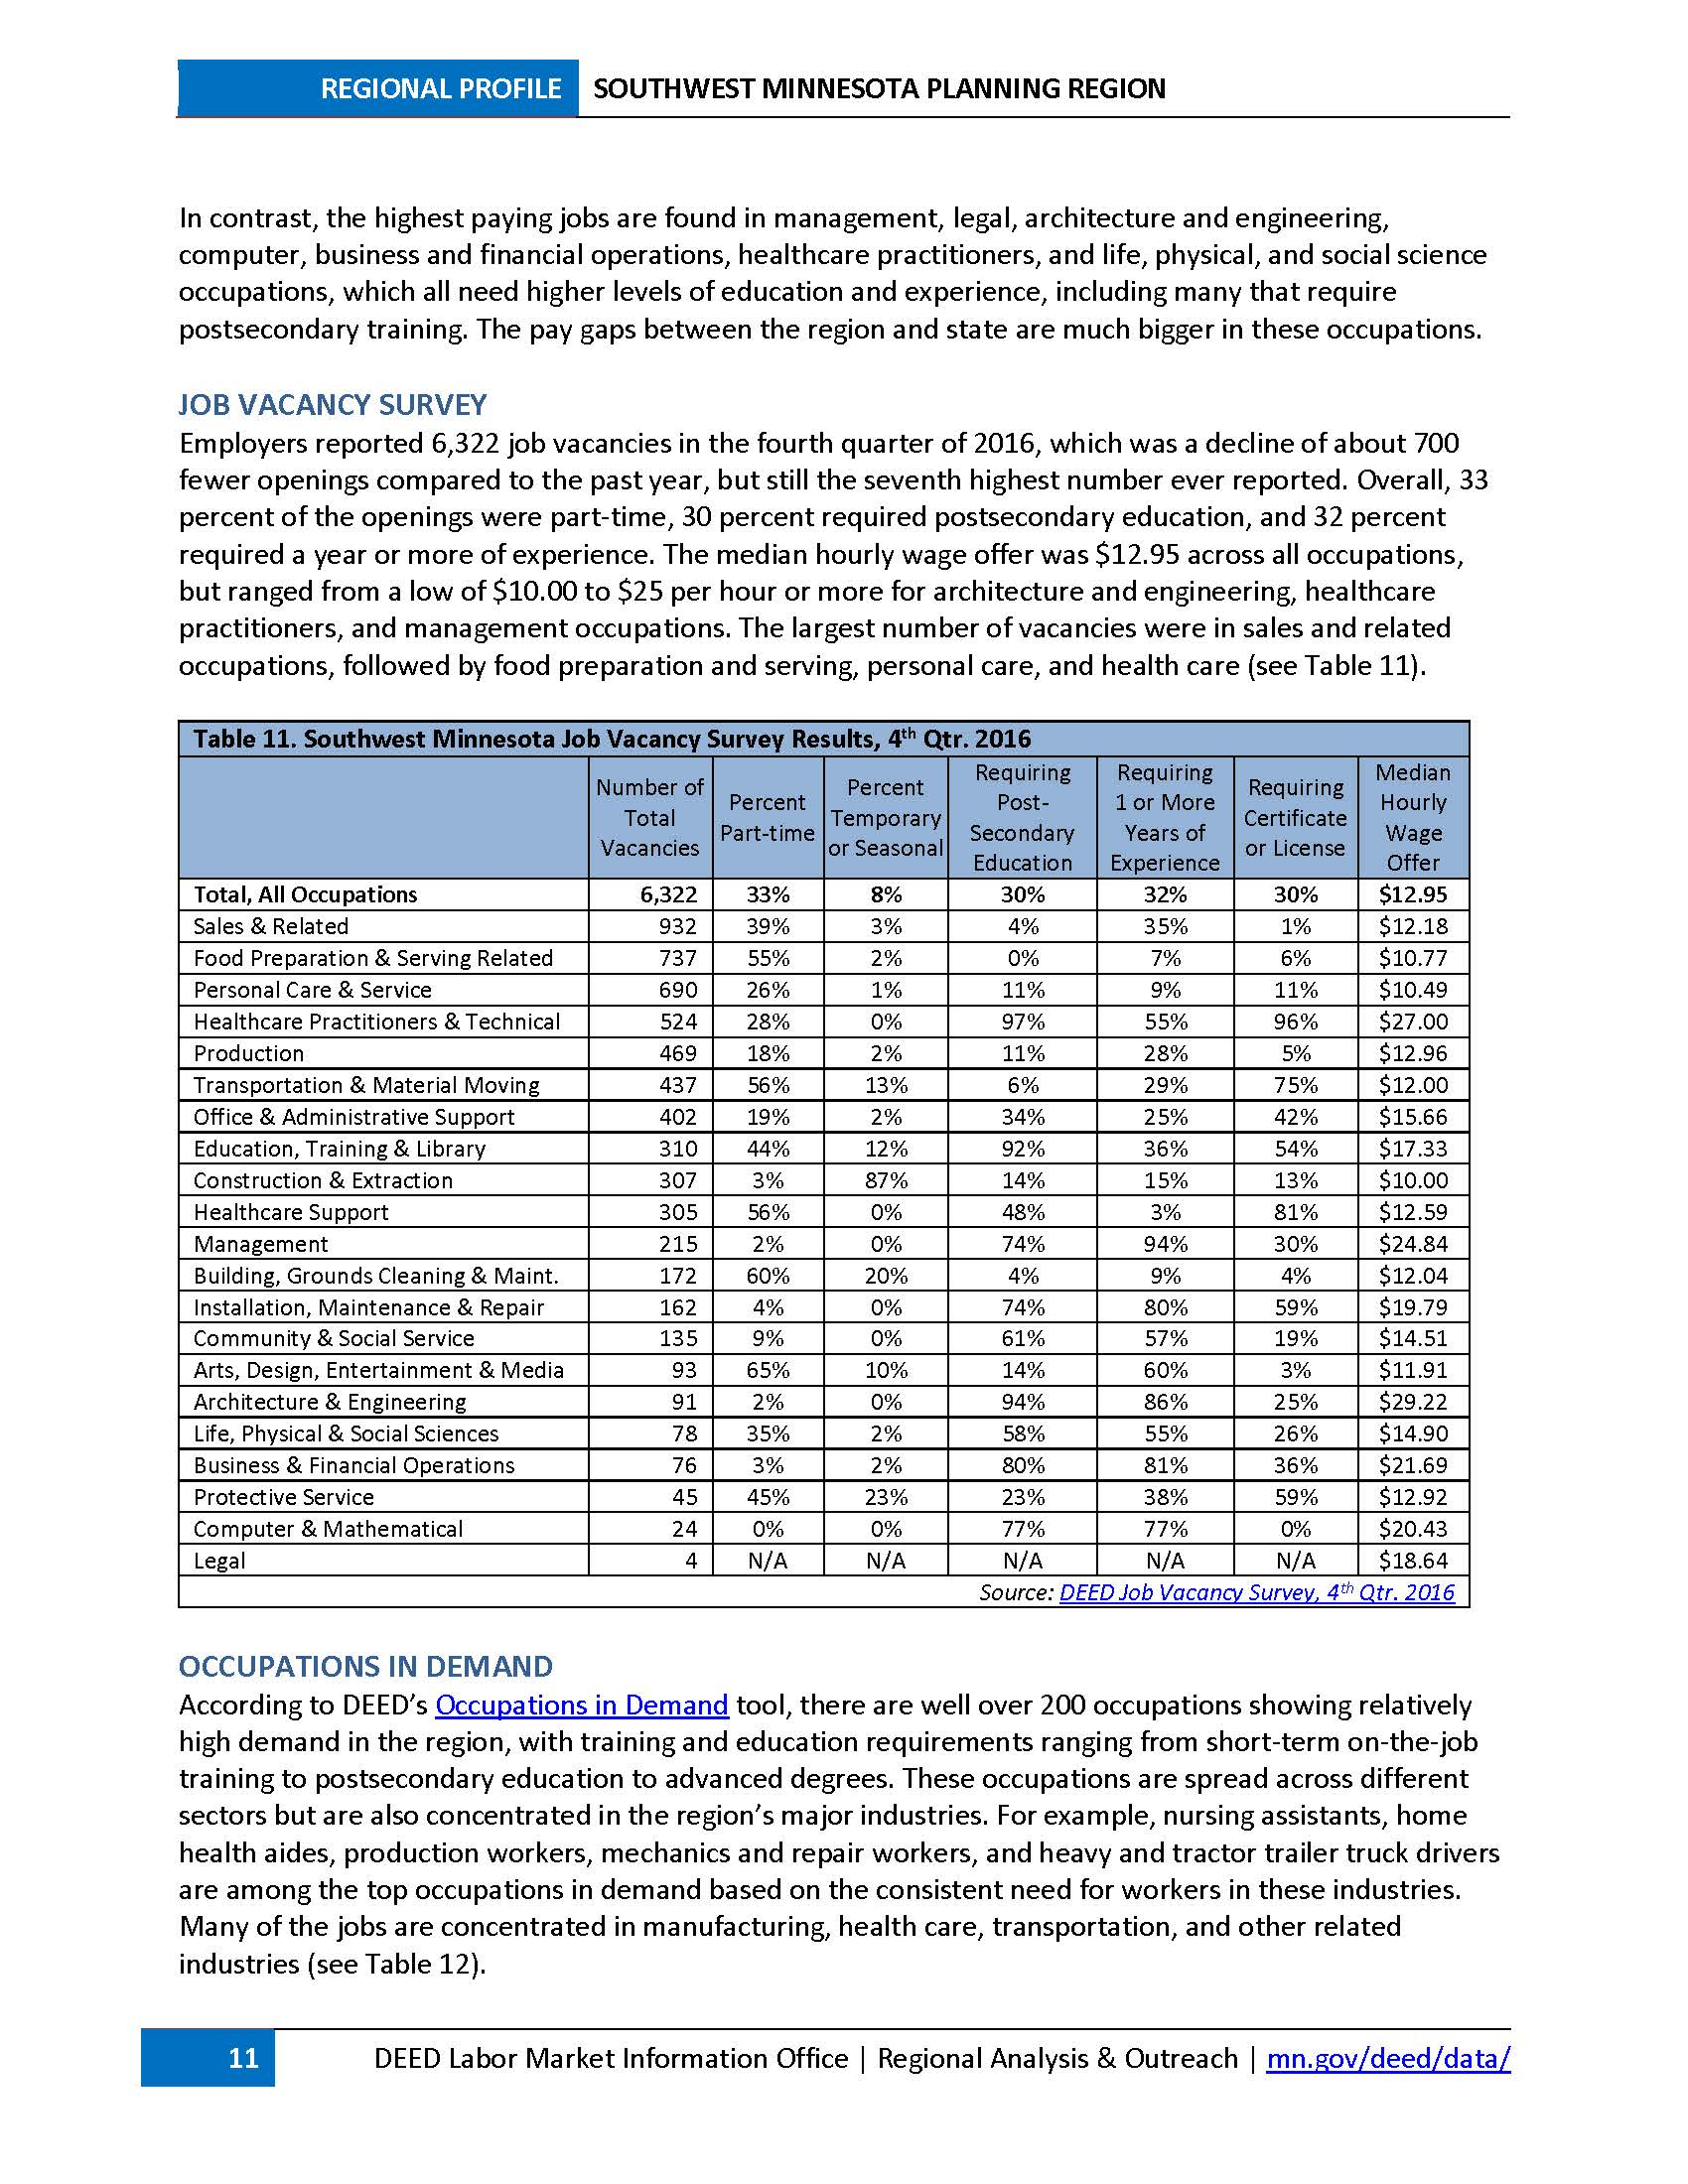 REGIONAL PROFILE SOUTHWEST MINNESOTA PLANNING REGION
In contrast, the highest paying jobs are found in management, legal, architecture and engineering,
computer, business and financial operations, healthcare practitioners, and life, physical, and social science
occupations, which all need higher levels of education and experience, including many that require
postsecondary training. The pay gaps between the region and state are much bigger in these occupations.
JOB VACANCY SURVEY
Employers reported 6,322 job vacancies in the fourth quarter of 2016, which was a decline of about 700
fewer openings compared to the past year, but still the seventh highest number ever reported. Overall, 33
percent of the openings were part-time, 30 percent required postsecondary education, and 32 percent
required a year or more of experience. The median hourly wage offer was $12.95 across all occupations,
but ranged from a low of $10.00 to $25 per hour or more for architecture and engineering, healthcare
practitioners, and management occupations. The largest number of vacancies were in sales and related
occupations, followed by food preparation and serving, personal care, and health care (see Table 11).
Table 11. Southwest Minnesota Job Vacancy Survey Results, 4th Qtr. 2016
Number of Total Vacancies Percent Part-time Percent Temporary or Seasonal Requiring Post-Secondary Education Requiring 1 or More Years of Experience Requiring Certificate or License Median Hourly Wage Offer
Total, All Occupations 6,322 33% 8% 30% 32% 30% $12.95
Sales & Related 932 39% 3% 4% 35% 1% $12.18
Food Preparation & Serving Related 737 55% 2% 0% 7% 6% $10.77
Personal Care & Service 690 26% 1% 11% 9% 11% $10.49
Healthcare Practitioners & Technical 524 28% 0% 97% 55% 96% $27.00
Production 469 18% 2% 11% 28% 5% $12.96
Transportation & Material Moving 437 56% 13% 6% 29% 75% $12.00
Office & Administrative Support 402 19% 2% 34% 25% 42% $15.66
Education, Training & Library 310 44% 12% 92% 36% 54% $17.33
Construction & Extraction 307 3% 87% 14% 15% 13% $10.00
Healthcare Support 305 56% 0% 48% 3% 81% $12.59
Management 215 2% 0% 74% 94% 30% $24.84
Building, Grounds Cleaning & Maint. 172 60% 20% 4% 9% 4% $12.04
Installation, Maintenance & Repair 162 4% 0% 74% 80% 59% $19.79
Community & Social Service 135 9% 0% 61% 57% 19% $14.51
Arts, Design, Entertainment & Media 93 65% 10% 14% 60% 3% $11.91
Architecture & Engineering 91 2% 0% 94% 86% 25% $29.22
Life, Physical & Social Sciences 78 35% 2% 58% 55% 26% $14.90
Business & Financial Operations 76 3% 2% 80% 81% 36% $21.69
Protective Service 45 45% 23% 23% 38% 59% $12.92
Computer & Mathematical 24 0% 0% 77% 77% 0% $20.43
Legal 4 N/A N/A N/A N/A N/A $18.64
Source: DEED Job Vacancy Survey, 4th Qtr. 2016
OCCUPATIONS IN DEMAND
According to DEED’s Occupations in Demand tool, there are well over 200 occupations showing relatively
high demand in the region, with training and education requirements ranging from short-term on-the-job
training to postsecondary education to advanced degrees. These occupations are spread across different
sectors but are also concentrated in the region’s major industries. For example, nursing assistants, home
health aides, production workers, mechanics and repair workers, and heavy and tractor trailer truck drivers
are among the top occupations in demand based on the consistent need for workers in these industries.
Many of the jobs are concentrated in manufacturing, health care, transportation, and other related
industries (see Table 12).
11 DEED Labor Market Information Office | Regional Analysis & Outreach | mn.gov/deed/data/